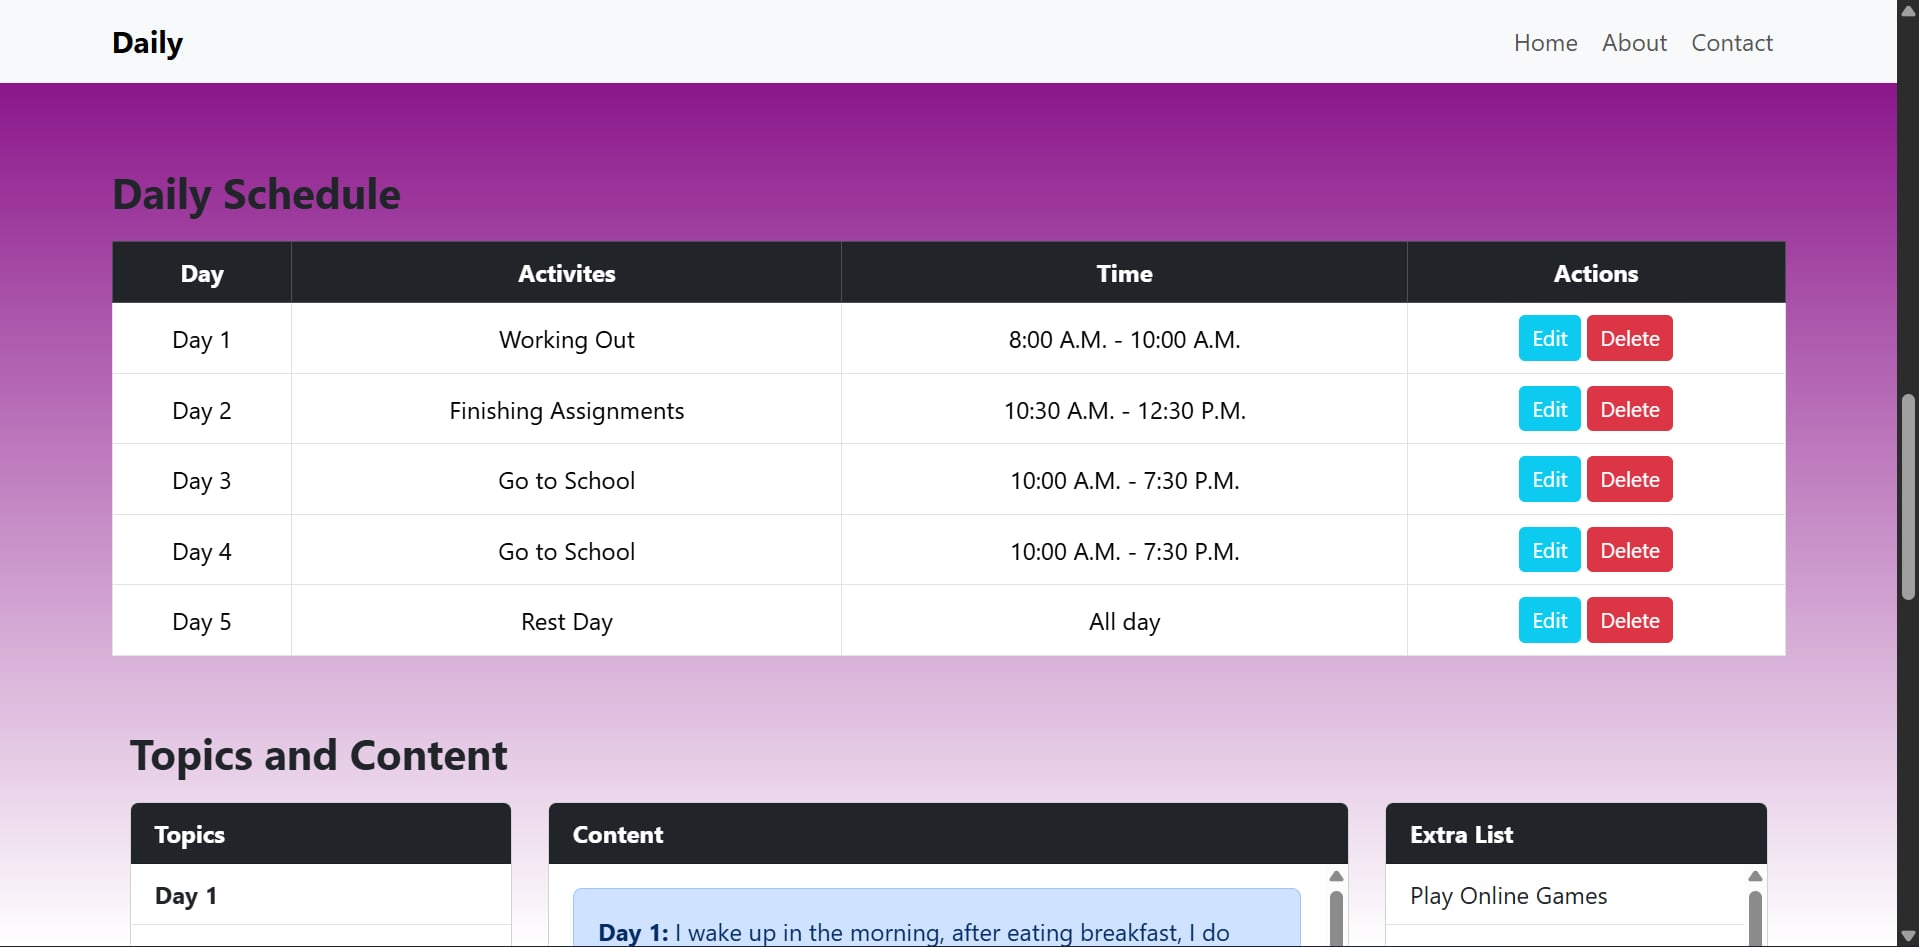 Daily
Home About Contact
Daily Schedule
Day Activites Time Actions
Day 1 Working Out 8:00 A.M. - 10:00 A.M. Edit Delete
Day 2 Finishing Assignments 10:30 A.M. - 12:30 P.M. Edit Delete
Day 3 Go to School 10:00 A.M. - 7:30 P.M. Edit Delete
Day 4 Go to School 10:00 A.M. - 7:30 P.M. Edit Delete
Day 5 Rest Day All day Edit Delete
Topics and Content
Topics
Day 1
Content
Day 1: I wake up in the morning, after eating breakfast, I do
Extra List
Play Online Games